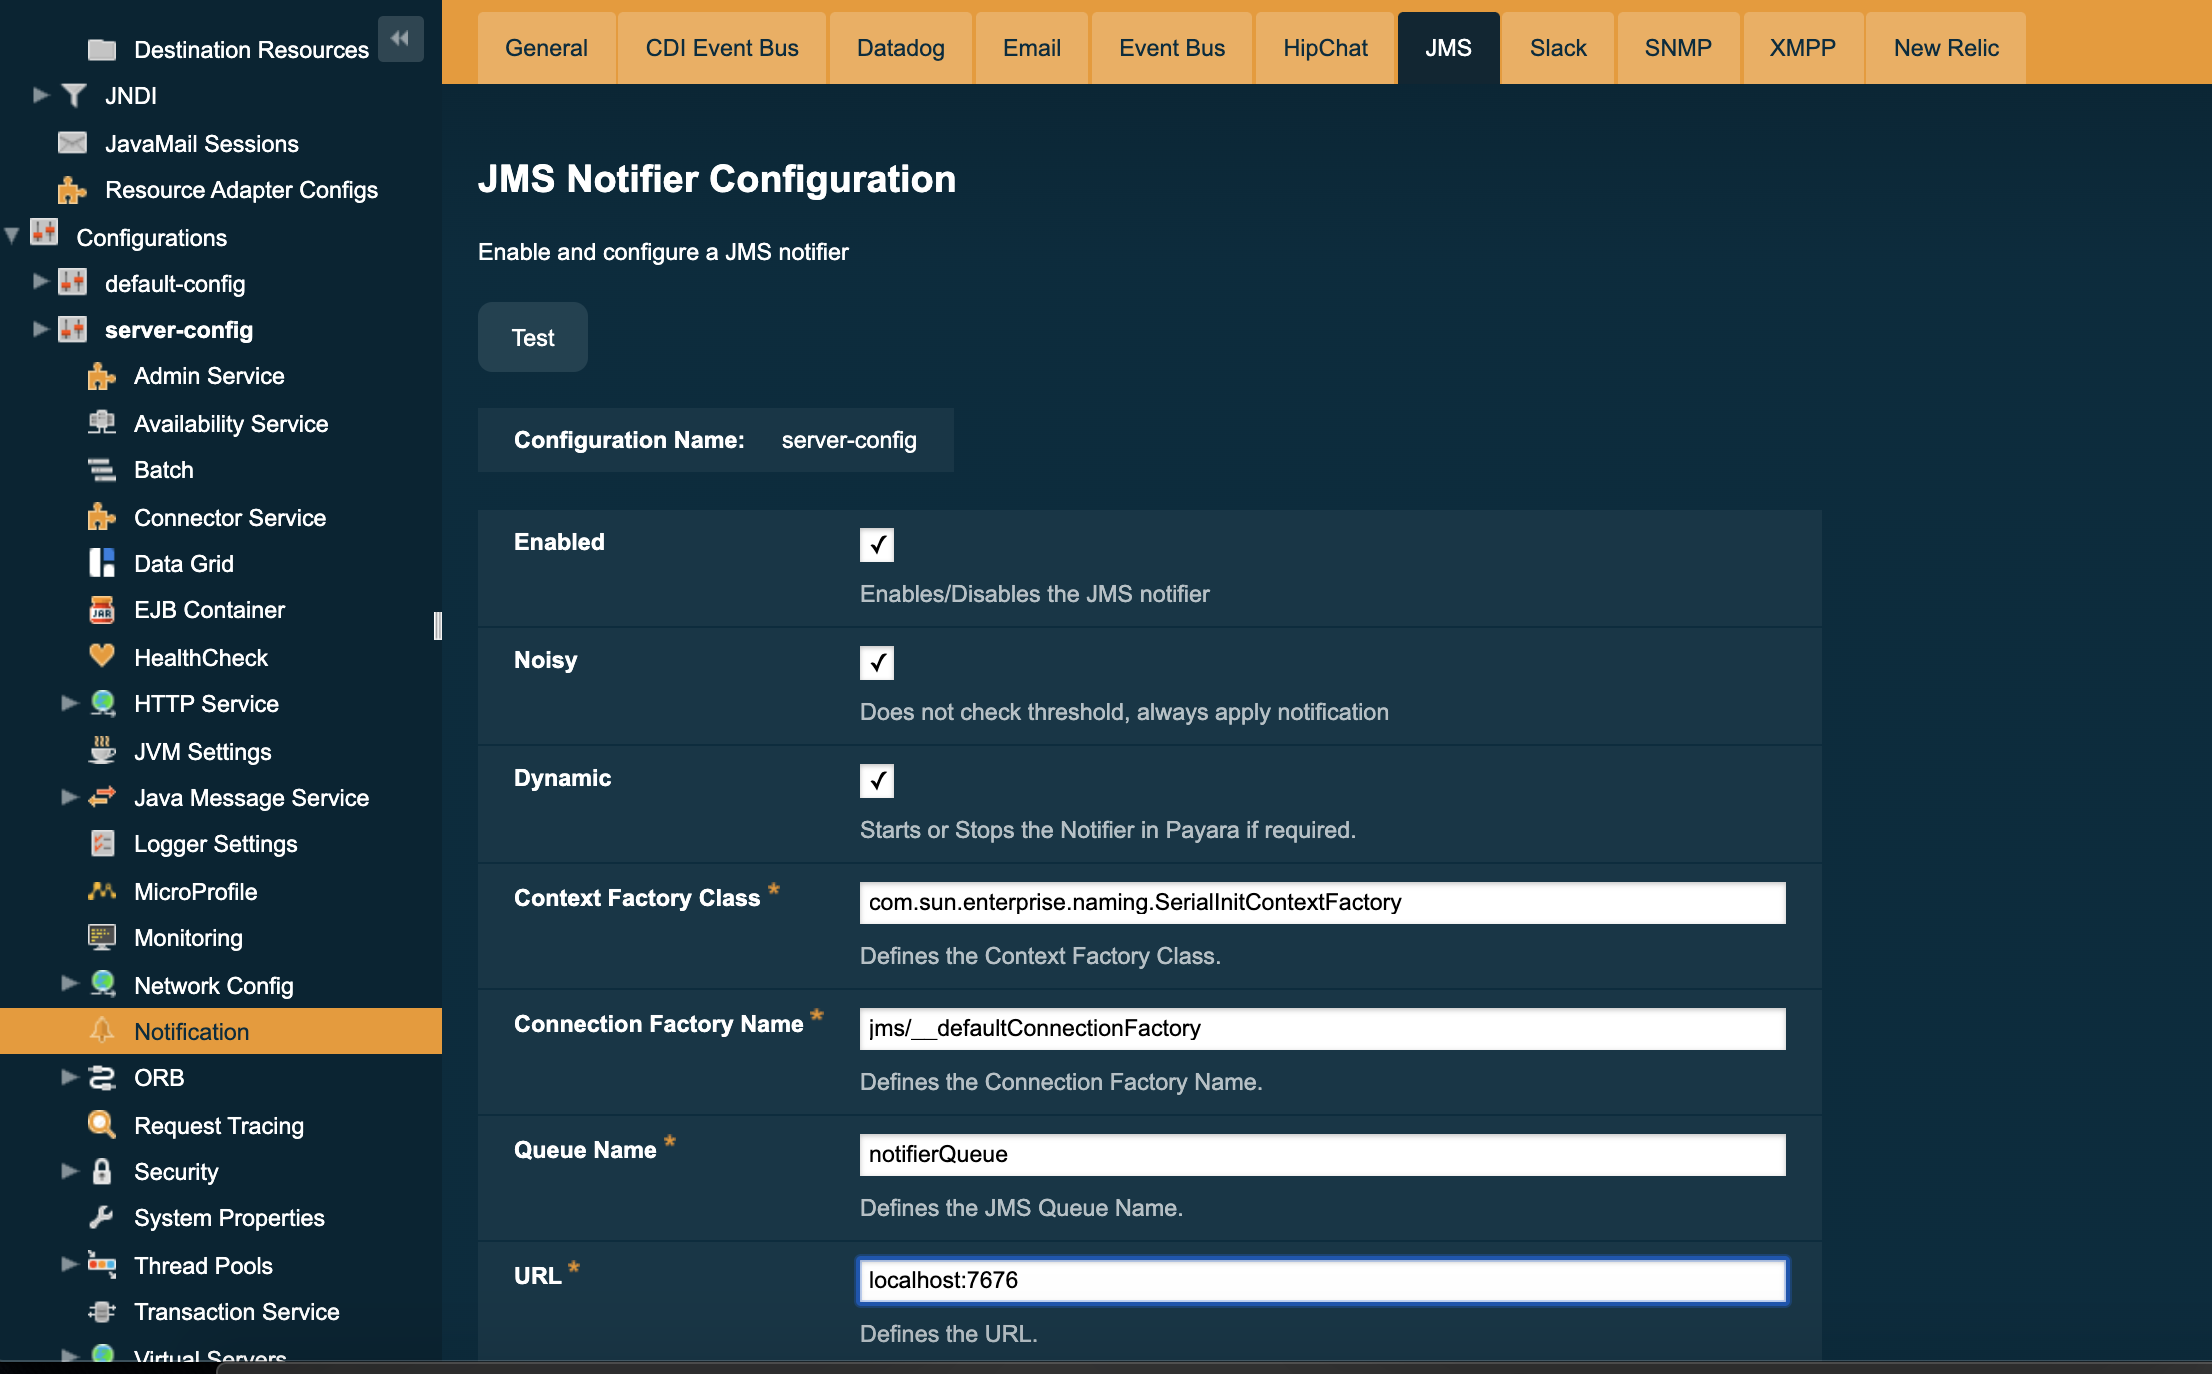 Destination Resources
JNDI
JavaMail Sessions
Resource Adapter Configs
Configurations
default-config
server-config
Admin Service
Availability Service
Batch
Connector Service
Data Grid
EJB Container
HealthCheck
HTTP Service
JVM Settings
Java Message Service
Logger Settings
MicroProfile
Monitoring
Network Config
Notification
ORB
Request Tracing
Security
System Properties
Thread Pools
Transaction Service
Virtual Servers
General CDI Event Bus Datadog Email Event Bus HipChat JMS Slack SNMP XMPP New Relic
JMS Notifier Configuration
Enable and configure a JMS notifier
Test
Configuration Name: server-config
Enabled
Enables/Disables the JMS notifier
Noisy
Does not check threshold, always apply notification
Dynamic
Starts or Stops the Notifier in Payara if required.
Context Factory Class * com.sun.enterprise.naming.SerialInitContextFactory
Defines the Context Factory Class.
Connection Factory Name * jms/__defaultConnectionFactory
Defines the Connection Factory Name.
Queue Name * notifierQueue
Defines the JMS Queue Name.
URL * localhost:7676
Defines the URL.